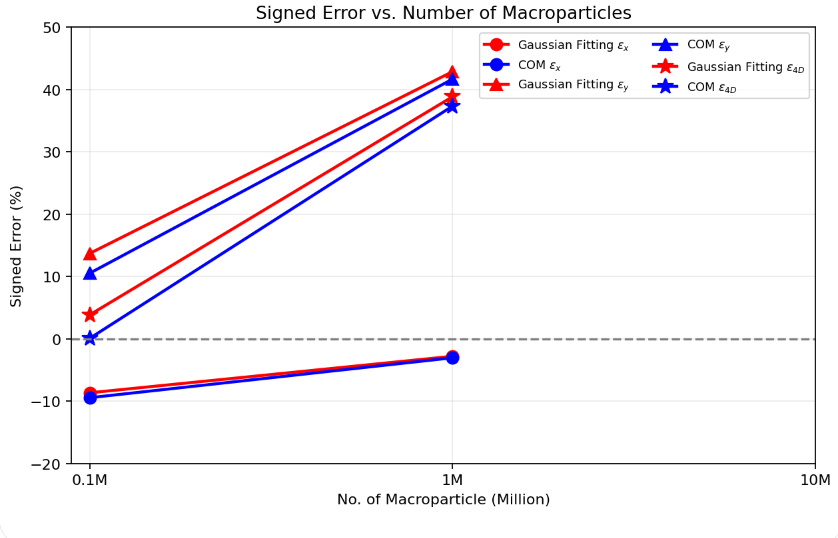 Signed Error vs. Number of Macroparticles
50
40
30
20
10
0
−10
−20
Signed Error (%)
Gaussian Fitting εx
COM εx
Gaussian Fitting εy
COM εy
Gaussian Fitting ε4D
COM ε4D
0.1M
1M
10M
No. of Macroparticle (Million)